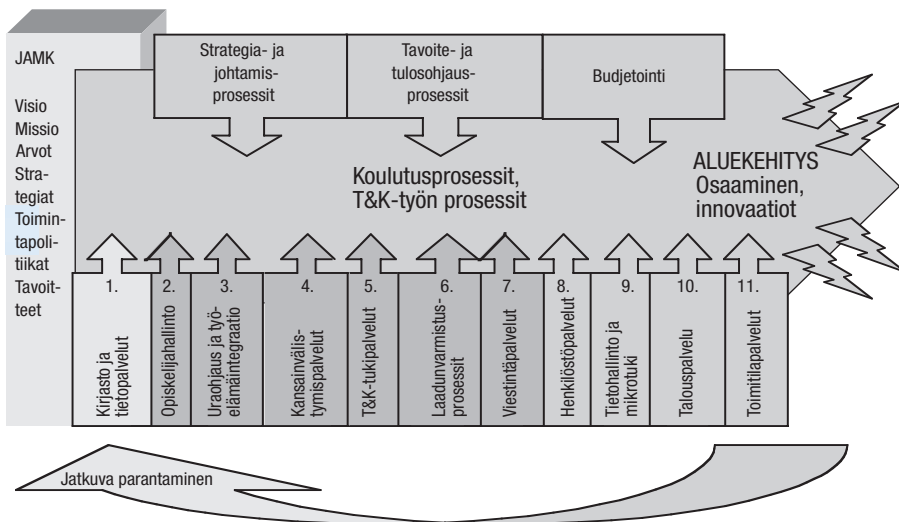 JAMK
Visio
Missio
Arvot
Stra-
tegiat
Toimin-
tapoli-
tiikat
Tavoit-
teet
Strategia- ja
johtamis-
prosessit
Tavoite- ja
tulosohjaus-
prosessit
Budjetointi
Koulutusprosessit,
T&K-työn prosessit
ALUEKEHITYS
Osaaminen,
innovaatiot
1.
Kirjasto ja
tietopalvelut
2.
Opiskelijahallinto
3.
Uraohjaus ja työ-
elämäintegraatio
4.
Kansainvälis-
tymispalvelut
5.
T&K-tukipalvelut
6.
Laadunvarmistus-
prosessit
7.
Viestintäpalvelut
8.
Henkilöstöpalvelut
9.
Tietohallinto ja
mikrotuki
10.
Talouspalvelu
11.
Toimitilapalvelut
Jatkuva parantaminen